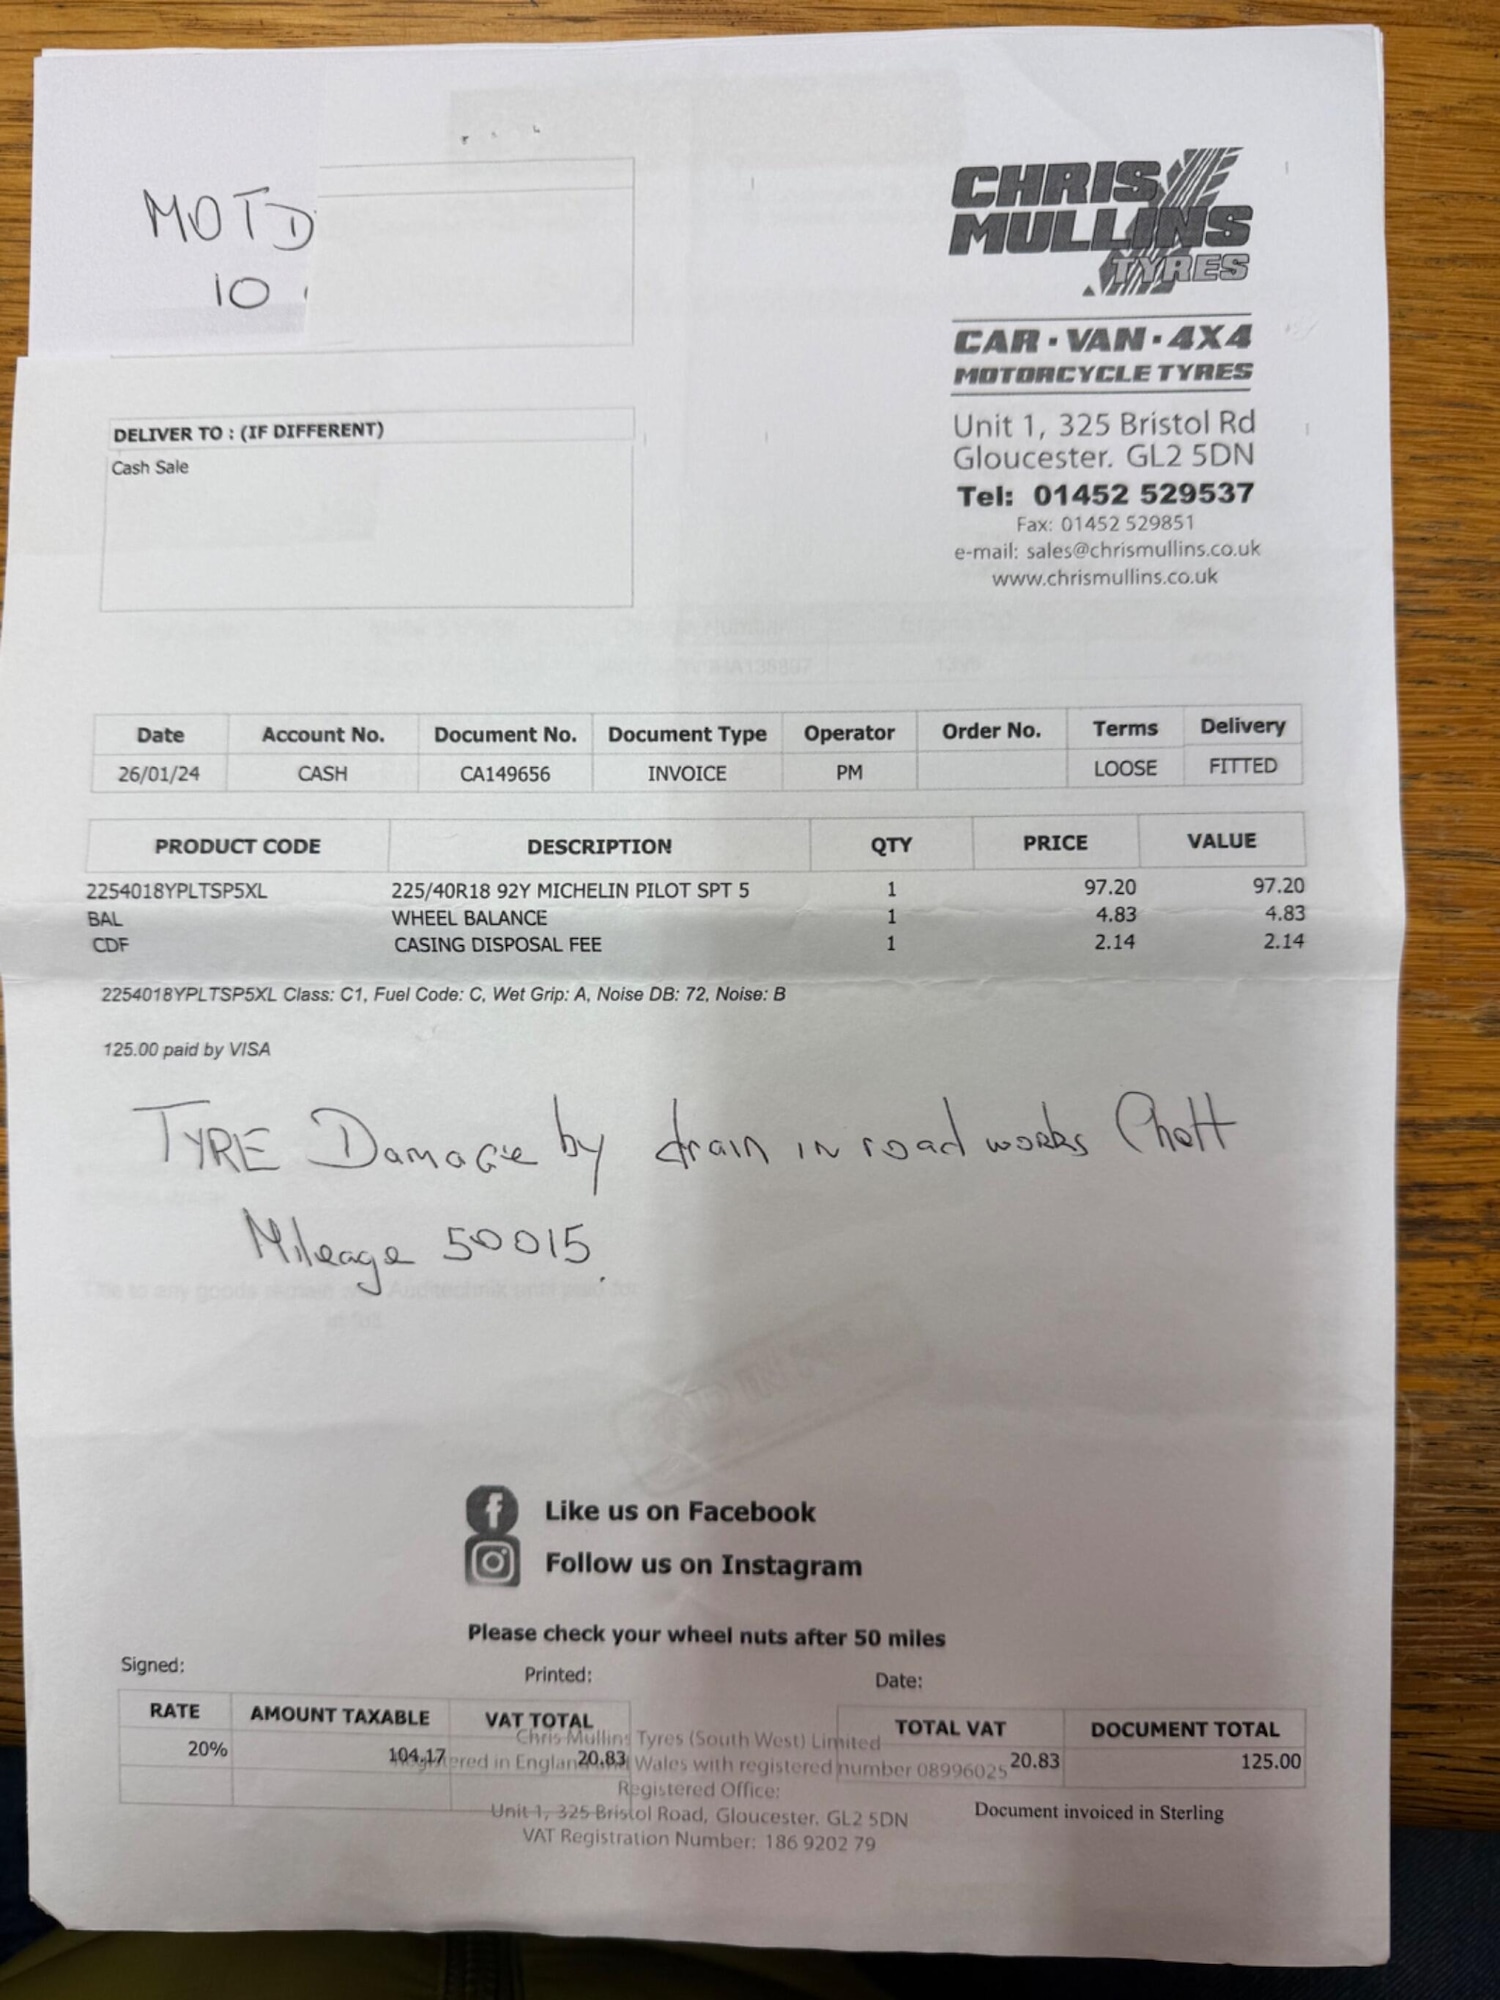 MOTD
10
CHRIS
MULLINS
TYRES
CAR · VAN · 4X4
MOTORCYCLE TYRES
Unit 1, 325 Bristol Rd
Gloucester. GL2 5DN
Tel: 01452 529537
Fax: 01452 529851
e-mail: sales@chrismullins.co.uk
www.chrismullins.co.uk
DELIVER TO : (IF DIFFERENT)
Cash Sale
Date Account No. Document No. Document Type Operator Order No. Terms Delivery
26/01/24 CASH CA149656 INVOICE PM LOOSE FITTED
PRODUCT CODE DESCRIPTION QTY PRICE VALUE
2254018YPLTSP5XL 225/40R18 92Y MICHELIN PILOT SPT 5 1 97.20 97.20
BAL WHEEL BALANCE 1 4.83 4.83
CDF CASING DISPOSAL FEE 1 2.14 2.14
2254018YPLTSP5XL Class: C1, Fuel Code: C, Wet Grip: A, Noise DB: 72, Noise: B
125.00 paid by VISA
TYRE Damage by drain in road works
Mileage 50015.
Like us on Facebook
Follow us on Instagram
Please check your wheel nuts after 50 miles
Signed: Printed: Date:
RATE AMOUNT TAXABLE VAT TOTAL TOTAL VAT DOCUMENT TOTAL
20% 104.17 20.83 20.83 125.00
Chris Mullins Tyres (South West) Limited
Wales with registered number 08996025
Registered Office:
Unit 1, 325 Bristol Road, Gloucester. GL2 5DN
VAT Registration Number: 186 9202 79
Document invoiced in Sterling